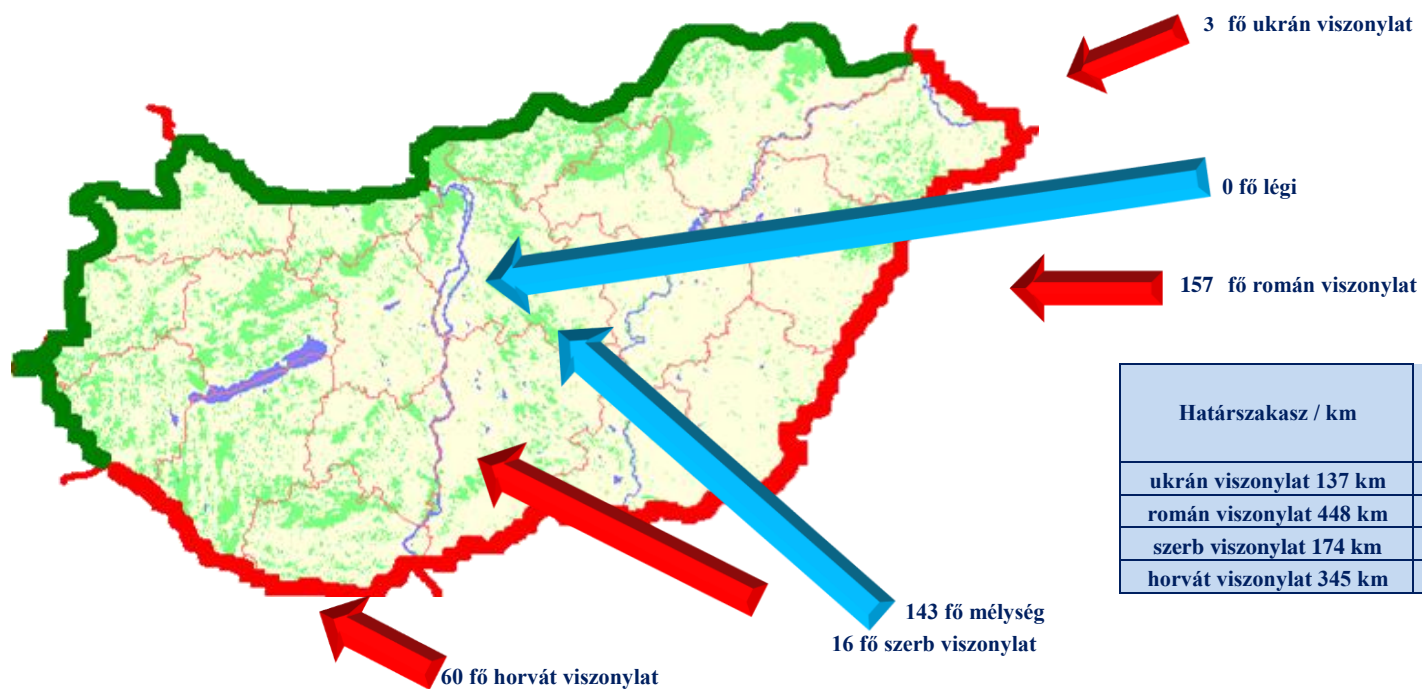 3 fő ukrán viszonylat
0 fő légi
157 fő román viszonylat
Határszakasz / km
ukrán viszonylat 137 km
román viszonylat 448 km
szerb viszonylat 174 km
horvát viszonylat 345 km
143 fő mélység
16 fő szerb viszonylat
60 fő horvát viszonylat